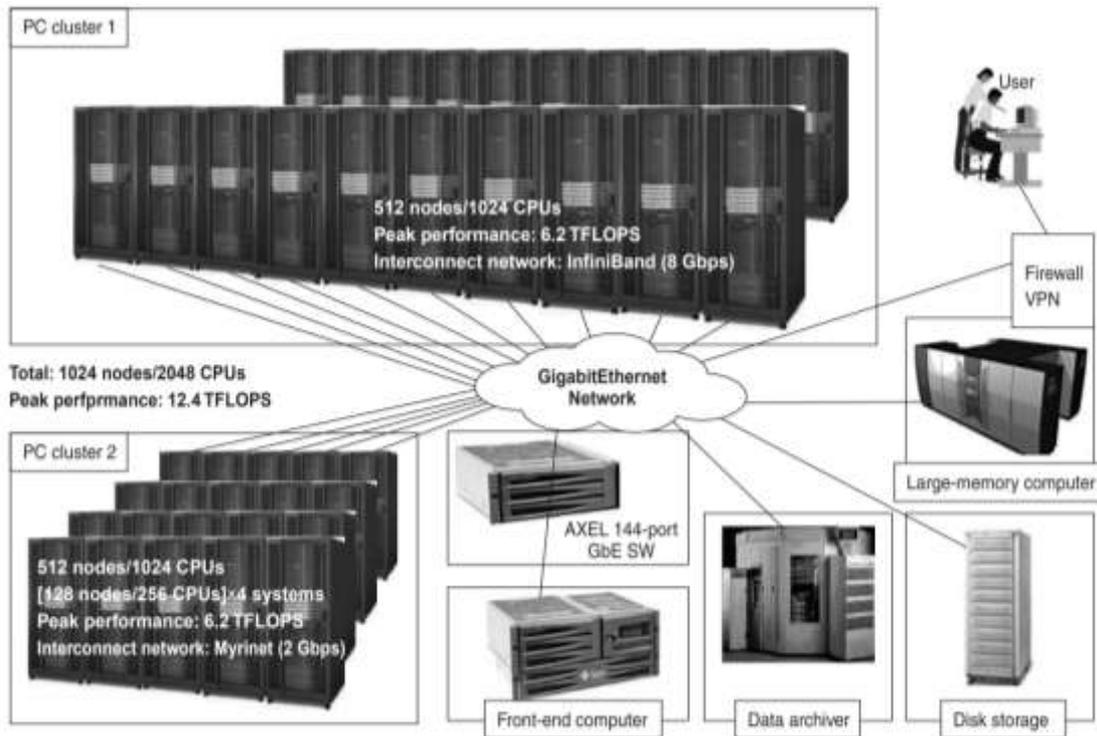 PC cluster 1
512 nodes/1024 CPUs
Peak performance: 6.2 TFLOPS
Interconnect network: InfiniBand (8 Gbps)
User
Firewall
VPN
GigabitEthernet
Network
Total: 1024 nodes/2048 CPUs
Peak perfprmance: 12.4 TFLOPS
Large-memory computer
PC cluster 2
512 nodes/1024 CPUs
[128 nodes/256 CPUs]×4 systems
Peak performance: 6.2 TFLOPS
Interconnect network: Myrinet (2 Gbps)
AXEL 144-port
GbE SW
Front-end computer
Data archiver
Disk storage